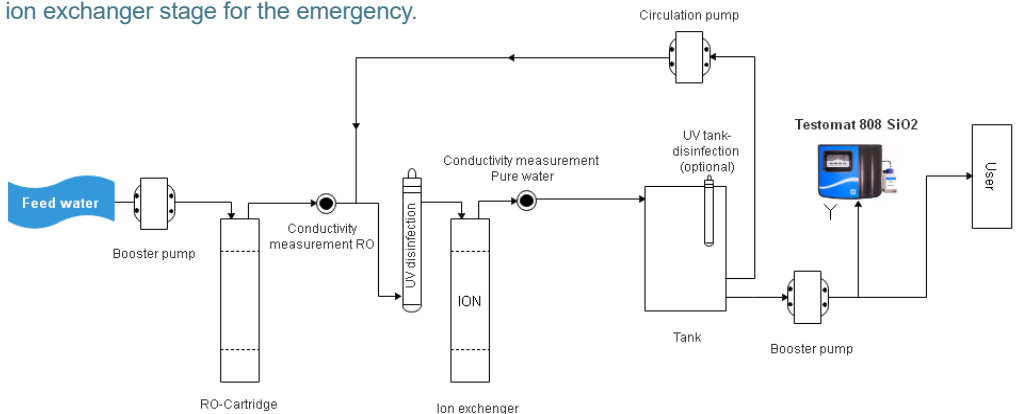 ion exchanger stage for the emergency.
Circulation pump
Testomat 808 SiO2
UV tank-
disinfection
(optional)
Conductivity measurement
Pure water
User
Feed water
UV disinfection
Conductivity
measurement RO
Booster pump
ION
Tank
Booster pump
RO-Cartridge
Ion exchenger